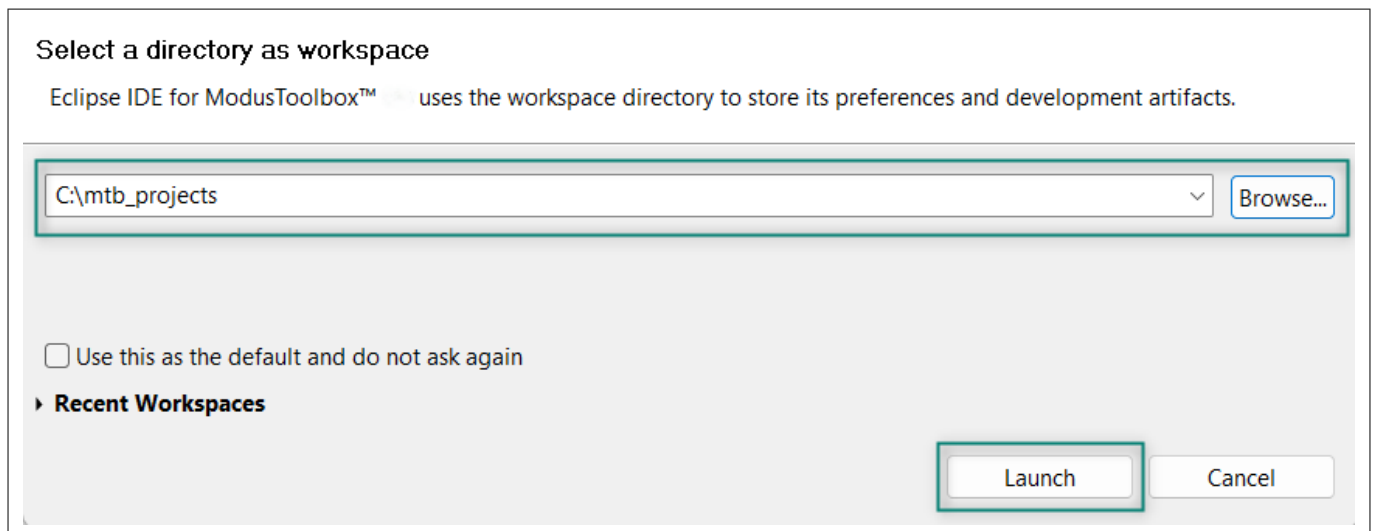 Select a directory as workspace
Eclipse IDE for ModusToolbox™ uses the workspace directory to store its preferences and development artifacts.
C:\mtb_projects
Browse...
Use this as the default and do not ask again
Recent Workspaces
Launch Cancel